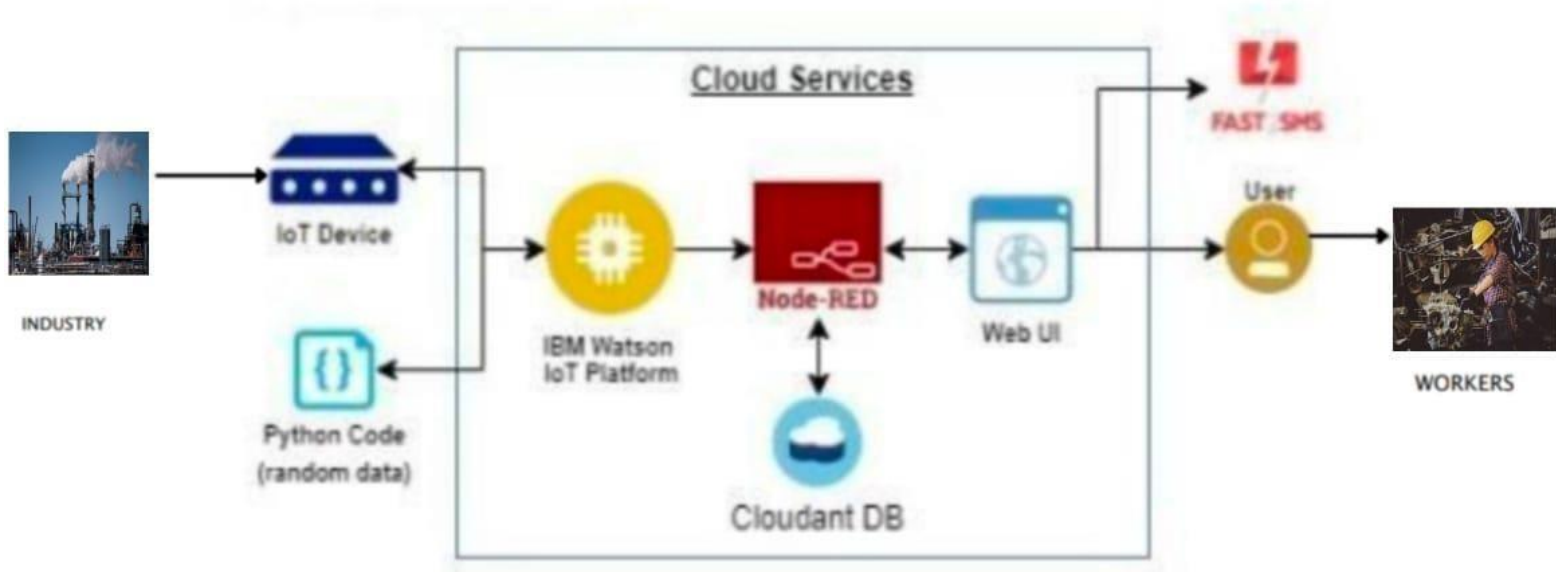 Cloud Services
FAST SMS
User
IoT Device
Node-RED
INDUSTRY
Web UI
IBM Watson
IoT Platform
WORKERS
Python Code
(random data)
Cloudant DB